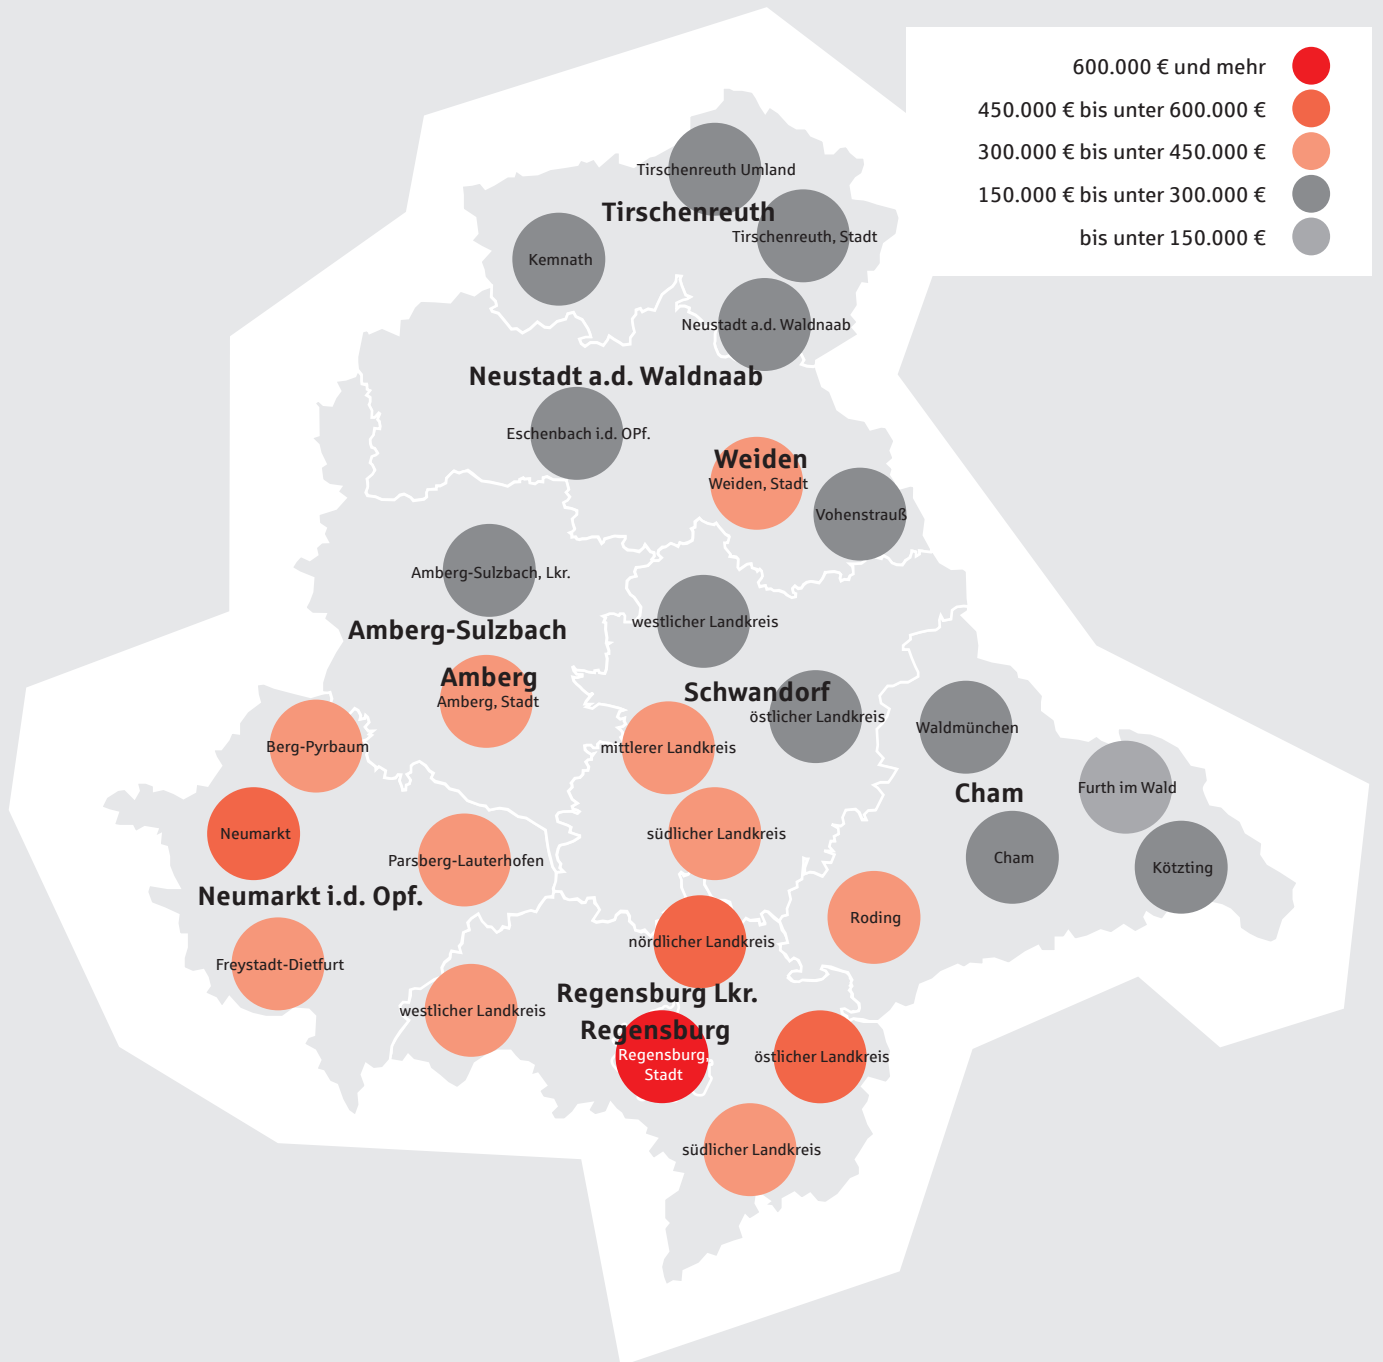 600.000 € und mehr
450.000 € bis unter 600.000 €
300.000 € bis unter 450.000 €
150.000 € bis unter 300.000 €
bis unter 150.000 €
Tirschenreuth Umland
Tirschenreuth
Tirschenreuth, Stadt
Kemnath
Neustadt a.d. Waldnaab
Neustadt a.d. Waldnaab
Eschenbach i.d. OPf.
Weiden
Weiden, Stadt
Vohenstrauß
Amberg-Sulzbach, Lkr.
Amberg-Sulzbach
westlicher Landkreis
Amberg
Amberg, Stadt
Schwandorf
östlicher Landkreis
mittlerer Landkreis
südlicher Landkreis
Waldmünchen
Furth im Wald
Cham
Cham
Kötzting
Roding
Berg-Pyrbaum
Neumarkt
Parsberg-Lauterhofen
Neumarkt i.d. Opf.
Freystadt-Dietfurt
nördlicher Landkreis
westlicher Landkreis
Regensburg Lkr.
Regensburg
Regensburg,
Stadt
östlicher Landkreis
südlicher Landkreis